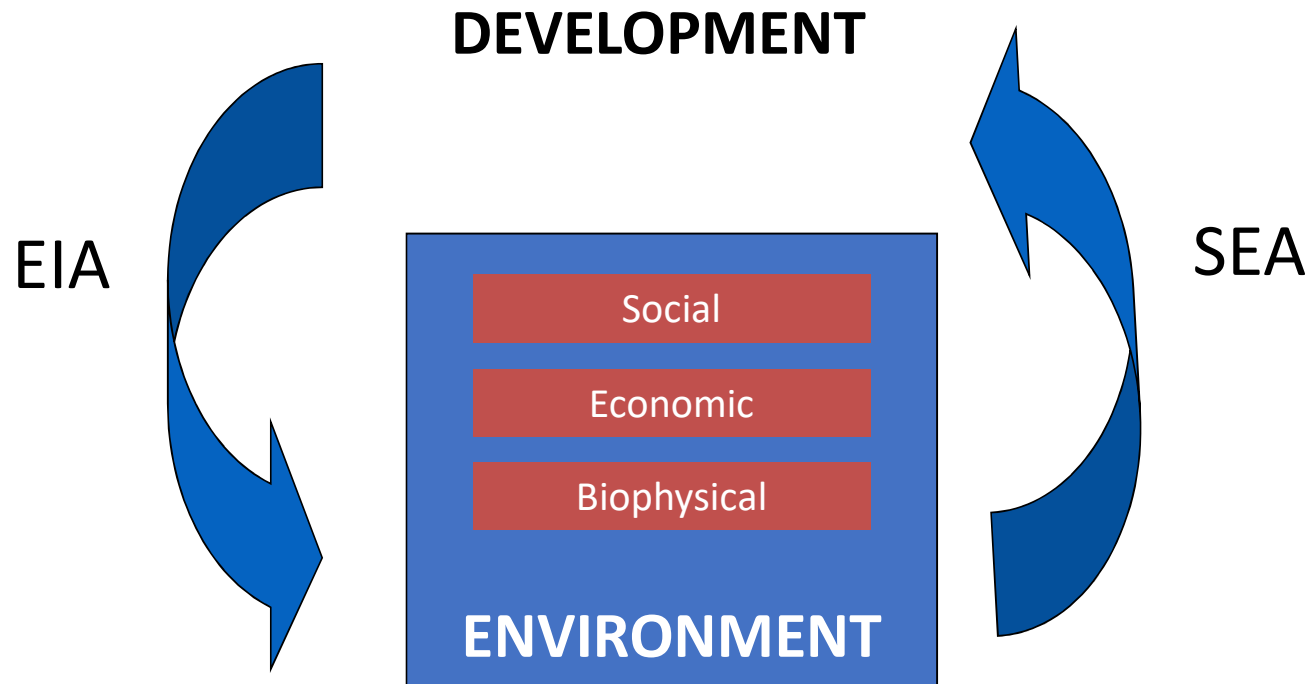 DEVELOPMENT
EIA
SEA
Social
Economic
Biophysical
ENVIRONMENT